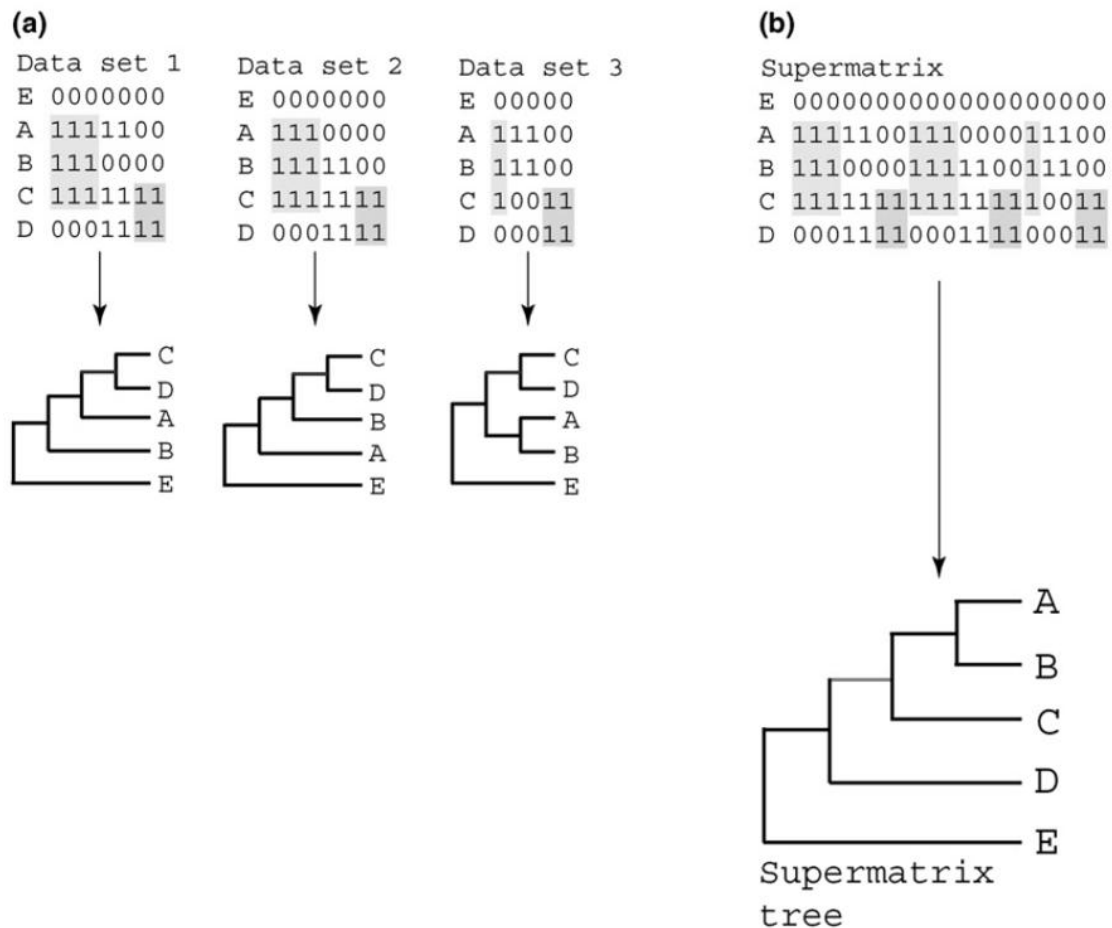 (a)
Data set 1
E 0000000
A 1111100
B 1110000
C 1111111
D 0001111
C
D
A
B
E
Data set 2
E 0000000
A 1110000
B 1111100
C 1111111
D 0001111
C
D
B
A
E
Data set 3
E 00000
A 11100
B 11100
C 10011
D 00011
C
D
A
B
E
(b)
Supermatrix
E 0000000000000000000
A 1111100111000011100
B 1110000111110011100
C 1111111111111110011
D 0001111000111100011
A
B
C
D
E
Supermatrix
tree